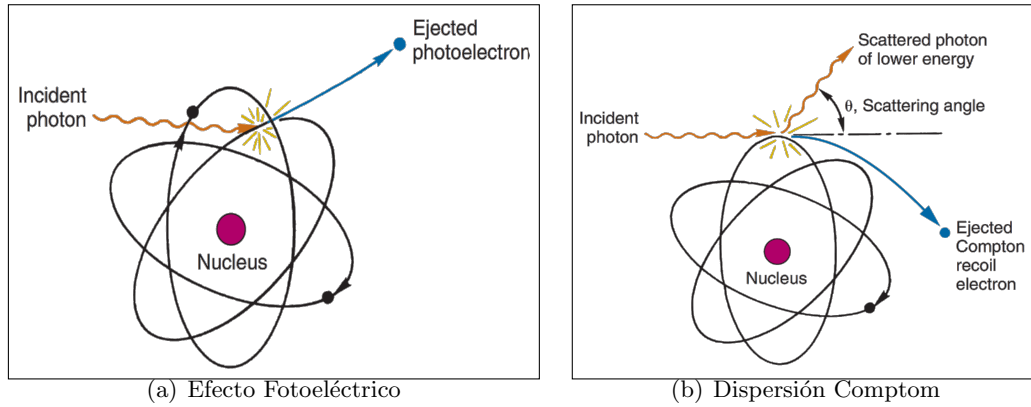 Ejected
photoelectron
Incident
photon
Nucleus
(a) Efecto Fotoeléctrico
Scattered photon
of lower energy
θ, Scattering angle
Incident
photon
Nucleus
Ejected
Compton
recoil
electron
(b) Dispersión Comptom